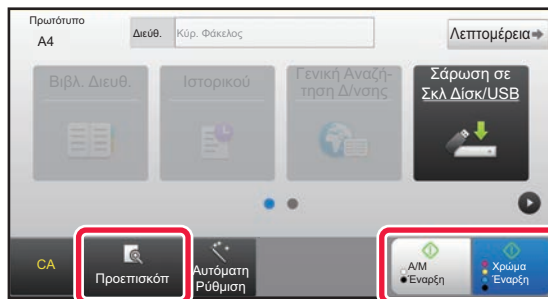 Πρωτότυπο
A4
Διεύθ.
Κύρ. Φάκελος
Λεπτομέρεια
Βιβλ. Διευθ.
Ιστορικού
Γενική Αναζή-
τηση Δ/νσης
Σάρωση σε
Σκλ Δίσκ/USB
CA
Προεπισκόπ
Αυτόματη
Ρύθμιση
Α/Μ
Έναρξη
Χρώμα
Έναρξη